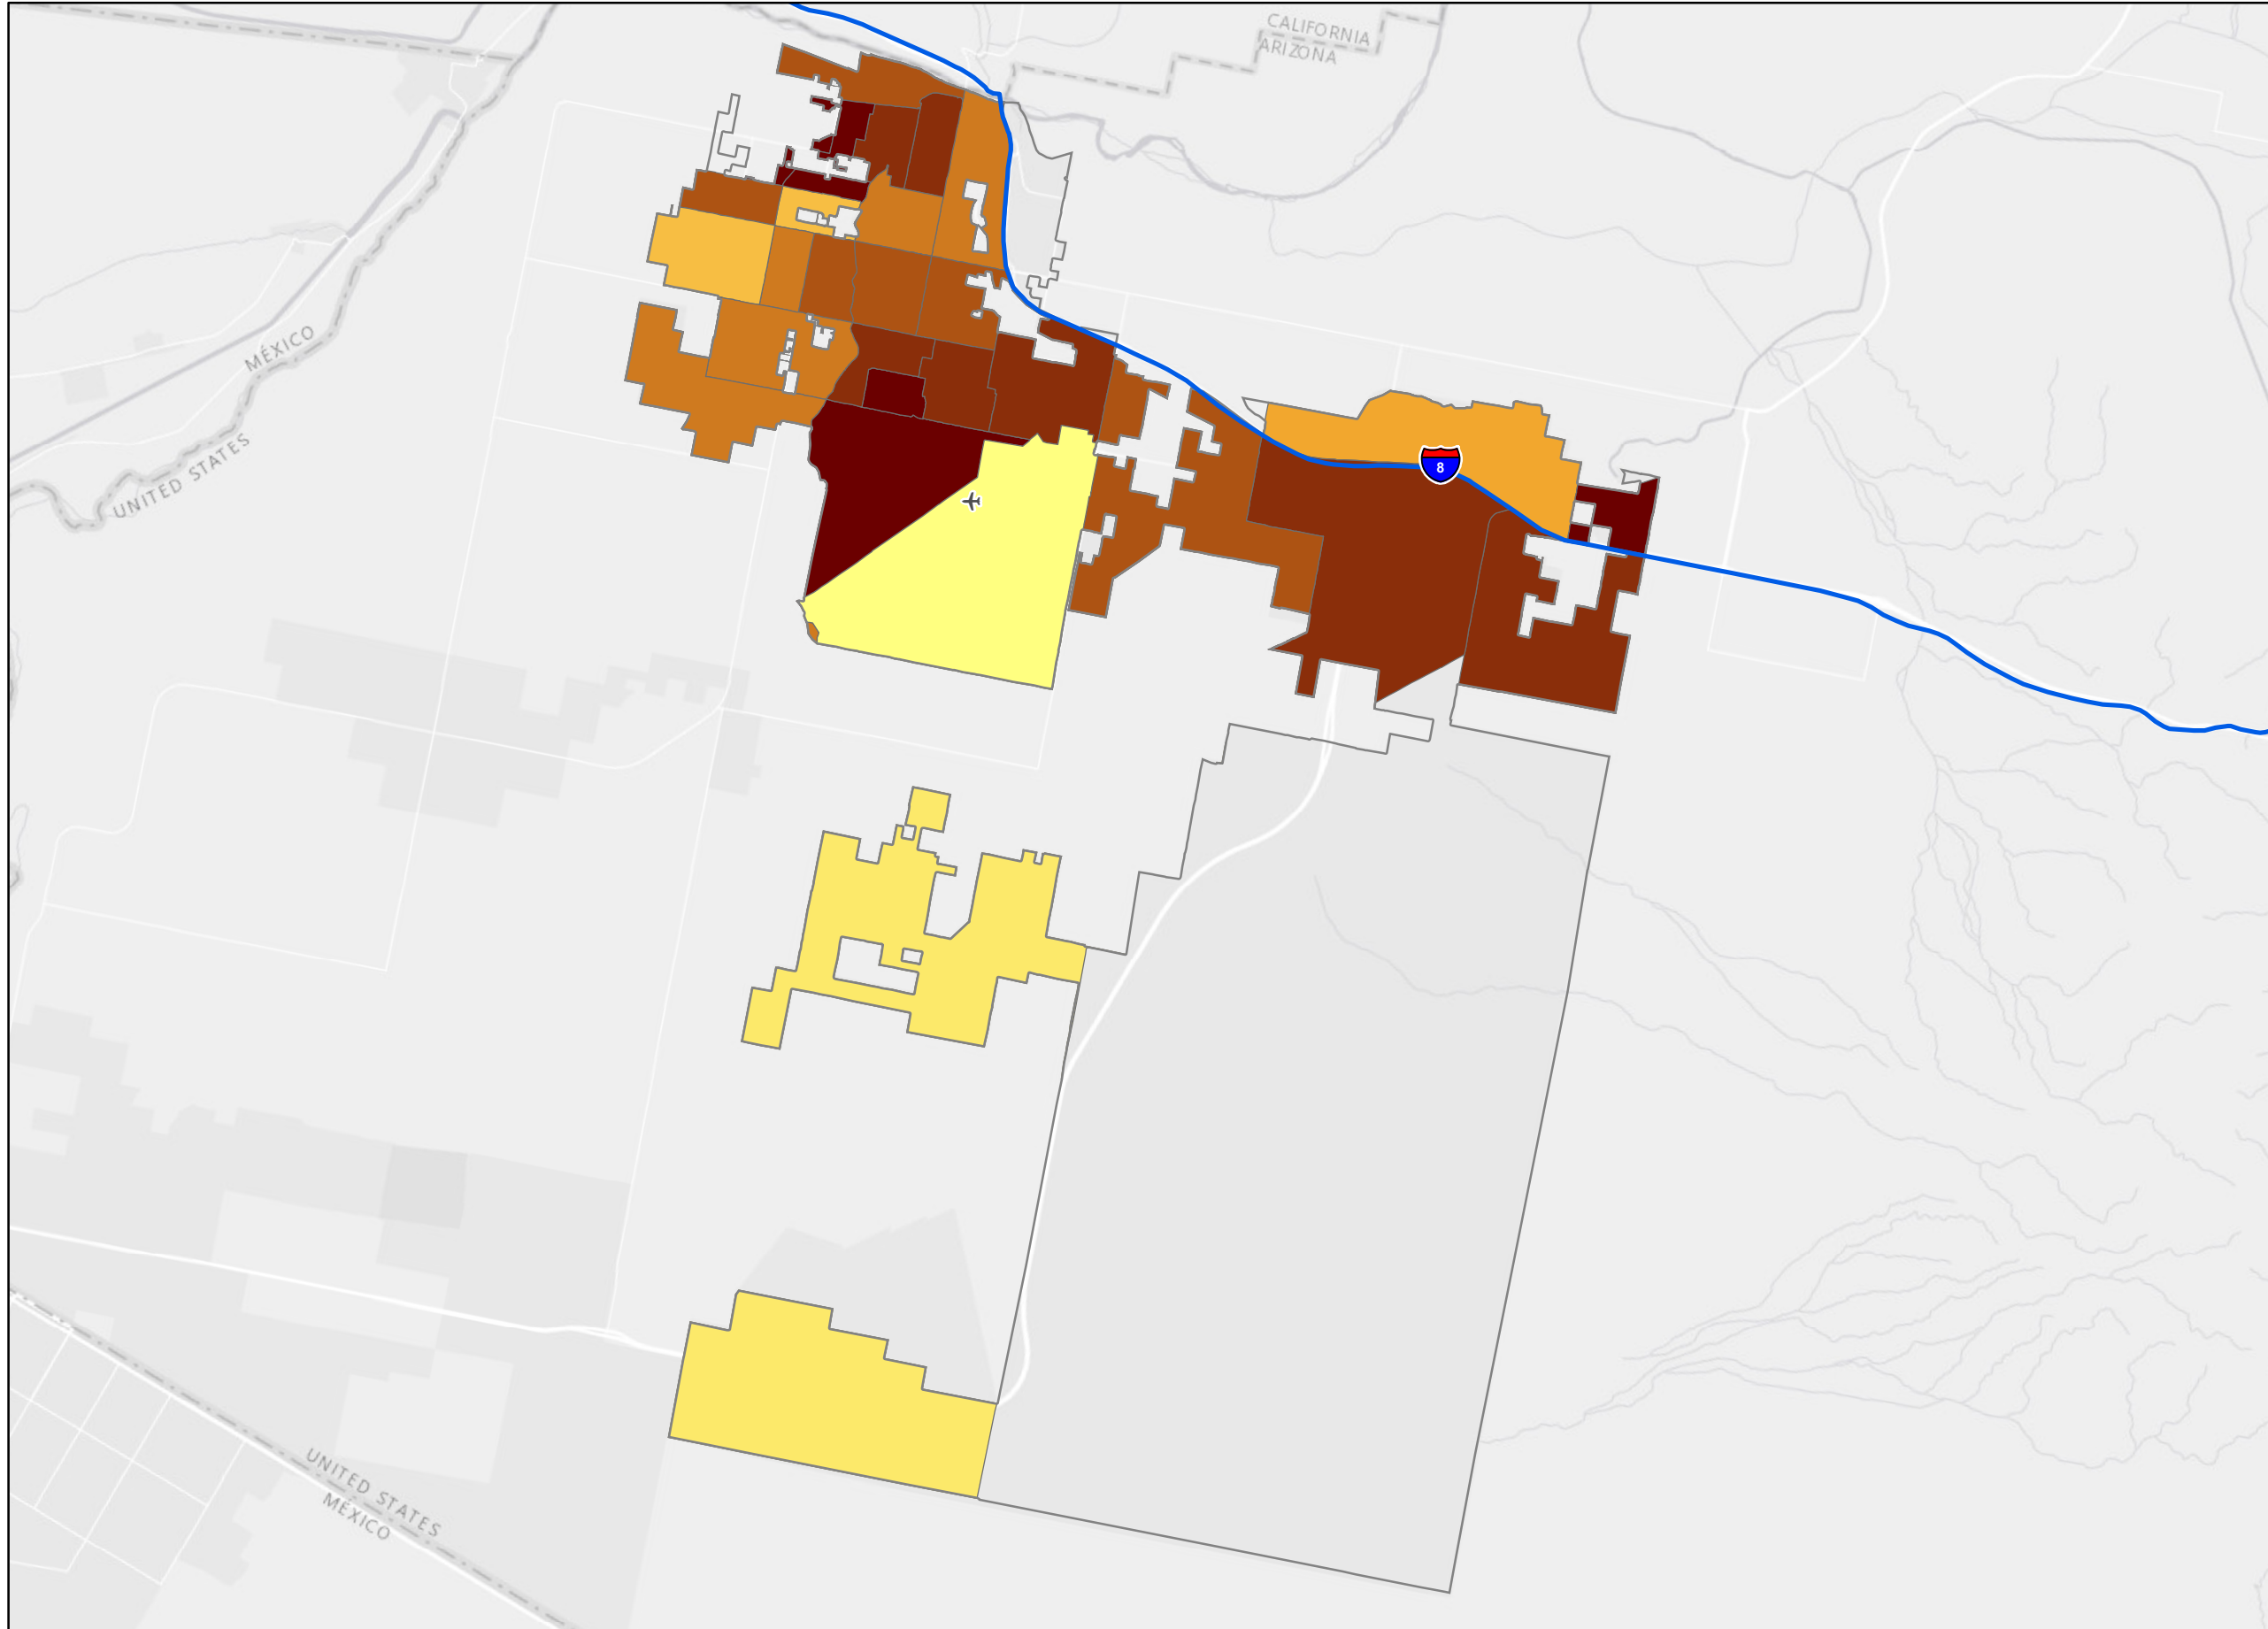 CALIFORNIA
ARIZONA
MÉXICO
UNITED STATES
8
UNITED STATES
MÉXICO